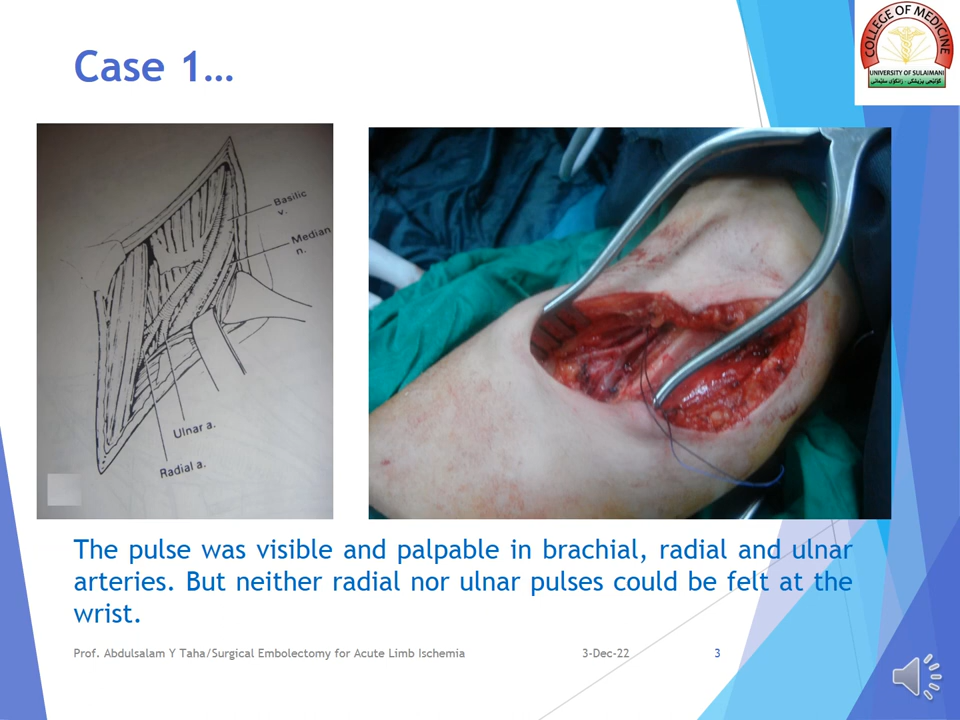 Case 1...
COLLEGE OF MEDICINE
UNIVERSITY OF SULAIMANI
Basilic
v.
Median
n.
Ulnar a.
Radial a.
The pulse was visible and palpable in brachial, radial and ulnar
arteries. But neither radial nor ulnar pulses could be felt at the
wrist.
Prof. Abdulsalam Y Taha/Surgical Embolectomy for Acute Limb Ischemia
3-Dec-22
3